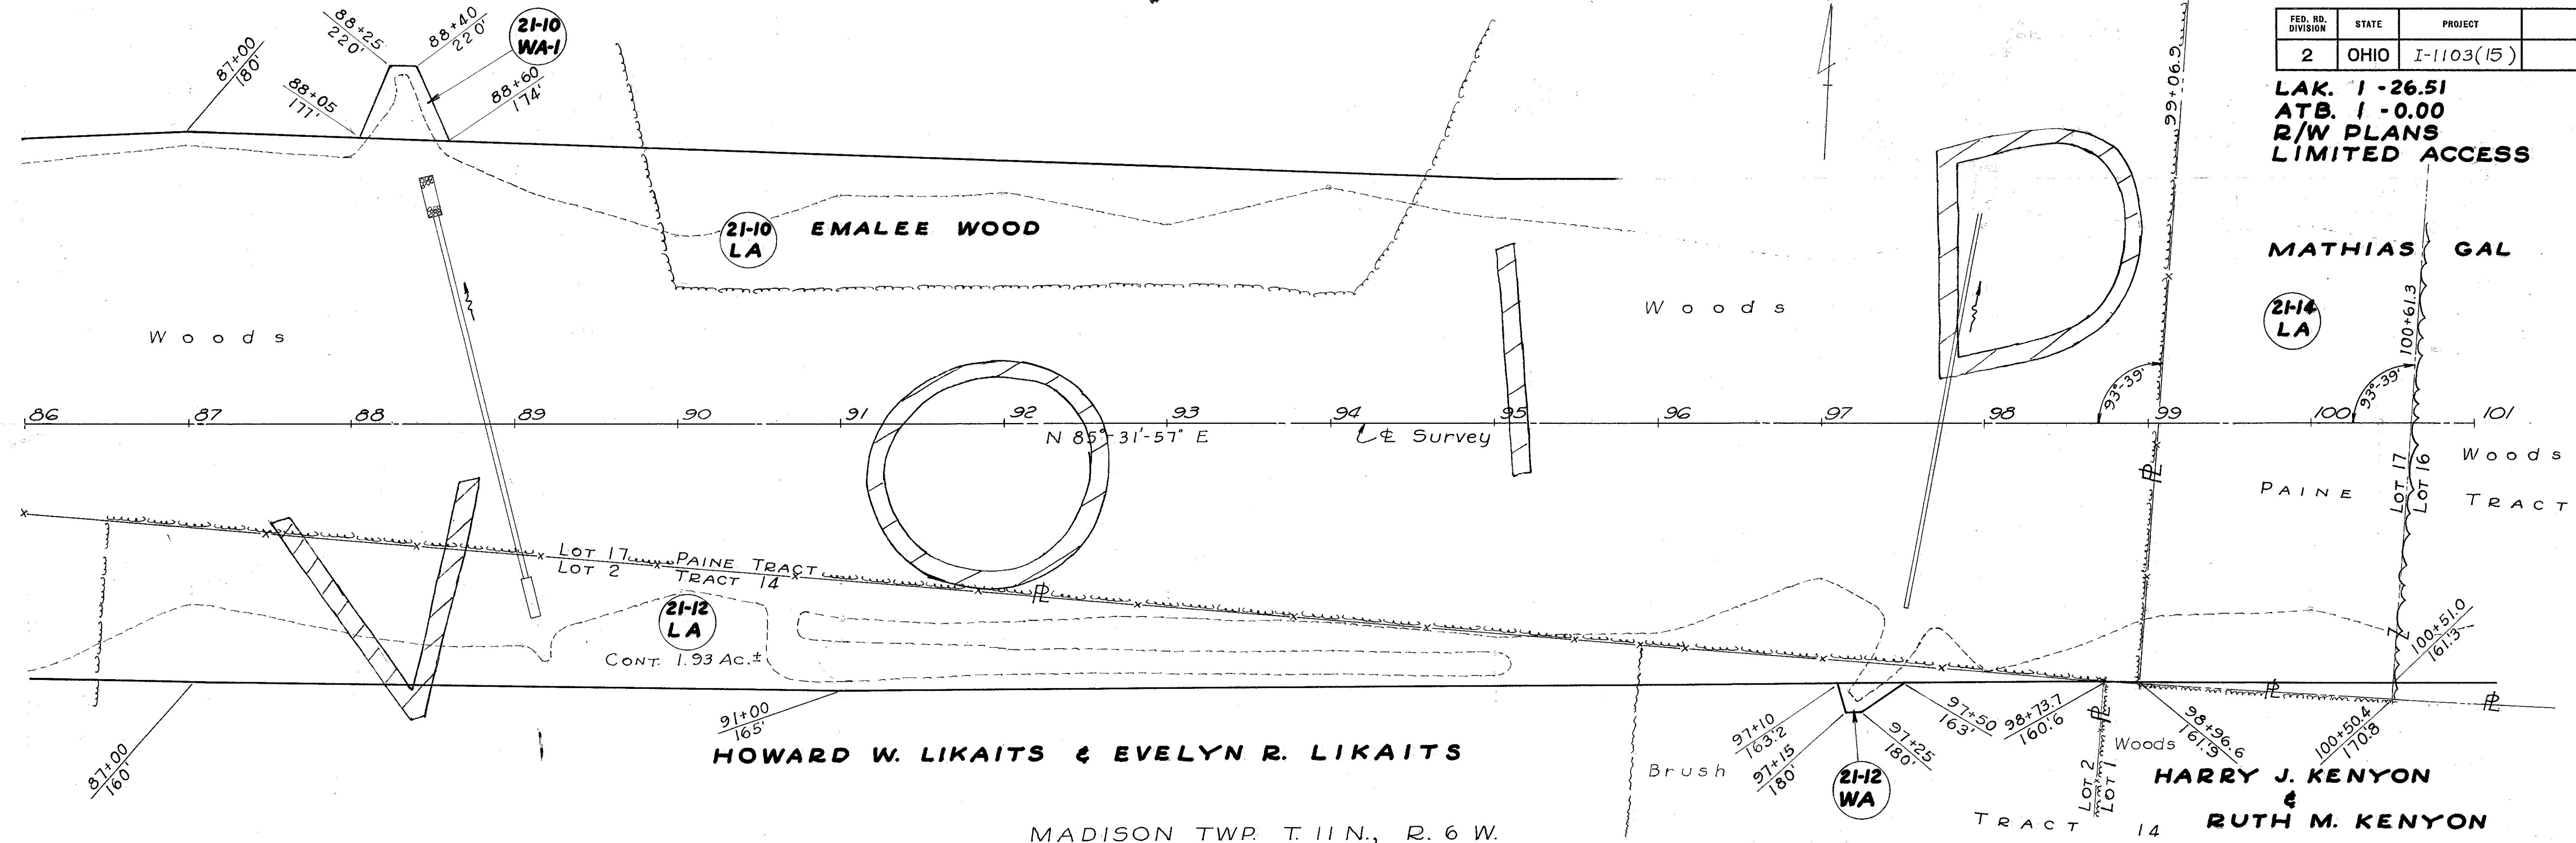 FED. RD. DIVISION STATE PROJECT
2 OHIO I-1103(15)
LAK. 1 -26.51
ATB. 1 -0.00
R/W PLANS
LIMITED ACCESS
87+00
180'
88+05
177'
88+25
220'
88+40
220'
21-10
WA-1
88+60
174'
99+06.9
21-10
LA
EMALEE WOOD
MATHIAS GAL
21-14
LA
100+61.3
Woods
Woods
93°-39'
93°-39'
86 87 88 89 90 91 92 93 94 95 96 97 98 99 100 101
N 85°-31'-57" E
℄ Survey
Woods
PAINE TRACT
LOT 17
LOT 16
VOID
LOT 17 PAINE TRACT
LOT 2 TRACT 14
PL
PL
21-12
LA
CONT. 1.93 AC.±
87+00
160'
91+00
165'
HOWARD W. LIKAITS & EVELYN R. LIKAITS
Brush
97+10
163.2
97+15
180'
21-12
WA
97+25
180'
97+50
163'
98+73.7
160.'6
PL
LOT 2
LOT 1
Woods
98+96.6
161.'9
PL
100+50.4
170.8
100+51.0
161.'3
PL
HARRY J. KENYON
&
RUTH M. KENYON
TRACT 14
MADISON TWP. T. 11 N., R. 6 W.